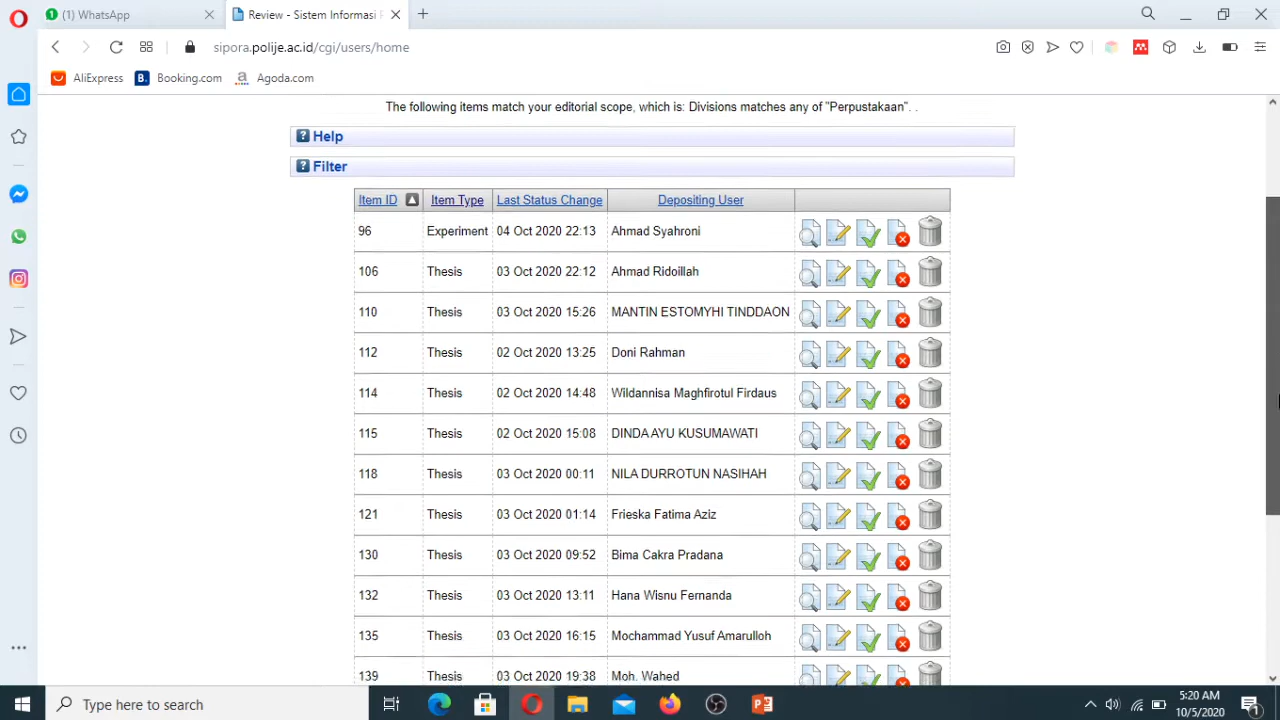 (1) WhatsApp
Review - Sistem Informasi
sipora.polije.ac.id/cgi/users/home
AliExpress
B. Booking.com
a Agoda.com
The following items match your editorial scope, which is: Divisions matches any of "Perpustakaan". .
? Help
? Filter
Item ID Item Type Last Status Change Depositing User
96 Experiment 04 Oct 2020 22:13 Ahmad Syahroni
106 Thesis 03 Oct 2020 22:12 Ahmad Ridoillah
110 Thesis 03 Oct 2020 15:26 MANTIN ESTOMYHI TINDDAON
112 Thesis 02 Oct 2020 13:25 Doni Rahman
114 Thesis 02 Oct 2020 14:48 Wildannisa Maghfirotul Firdaus
115 Thesis 02 Oct 2020 15:08 DINDA AYU KUSUMAWATI
118 Thesis 03 Oct 2020 00:11 NILA DURROTUN NASIHAH
121 Thesis 03 Oct 2020 01:14 Frieska Fatima Aziz
130 Thesis 03 Oct 2020 09:52 Bima Cakra Pradana
132 Thesis 03 Oct 2020 13:11 Hana Wisnu Fernanda
135 Thesis 03 Oct 2020 16:15 Mochammad Yusuf Amarulloh
139 Thesis 03 Oct 2020 19:38 Moh. Wahed
Type here to search
5:20 AM
10/5/2020